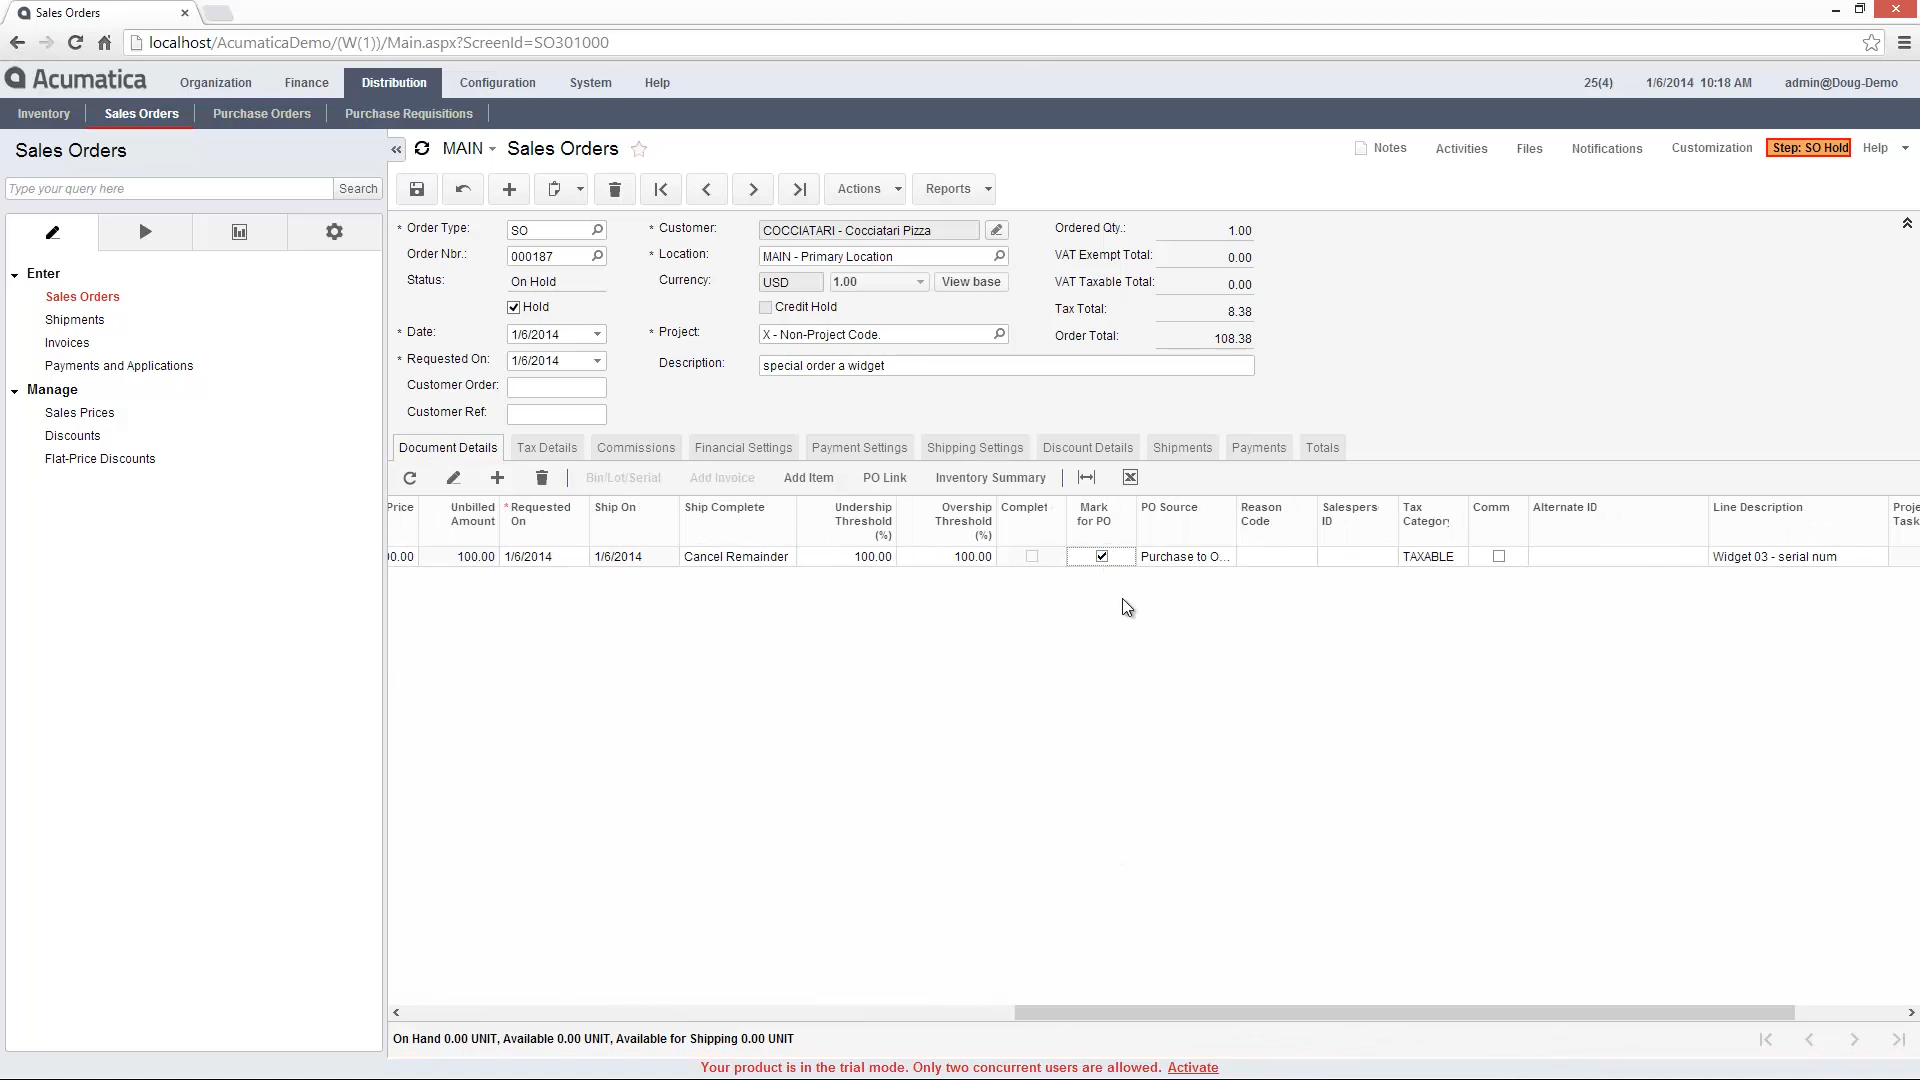 Sales Orders
localhost/AcumaticaDemo/(W(1))/Main.aspx?ScreenId=SO301000
Acumatica Organization Finance Distribution Configuration System Help 25(4) 1/6/2014 10:18 AM admin@Doug-Demo
Inventory Sales Orders Purchase Orders Purchase Requisitions
Sales Orders
Type your query here Search
Enter
Sales Orders
Shipments
Invoices
Payments and Applications
Manage
Sales Prices
Discounts
Flat-Price Discounts
MAIN Sales Orders Notes Activities Files Notifications Customization Step: SO Hold Help
Actions Reports
* Order Type: SO * Customer: COCCIATARI - Cocciatari Pizza Ordered Qty.: 1.00
Order Nbr.: 000187 * Location: MAIN - Primary Location VAT Exempt Total: 0.00
Status: On Hold Currency: USD 1.00 View base VAT Taxable Total: 0.00
Hold Credit Hold Tax Total: 8.38
* Date: 1/6/2014 * Project: X - Non-Project Code. Order Total: 108.38
* Requested On: 1/6/2014 Description: special order a widget
Customer Order:
Customer Ref:
Document Details Tax Details Commissions Financial Settings Payment Settings Shipping Settings Discount Details Shipments Payments Totals
Bin/Lot/Serial Add Invoice Add Item PO Link Inventory Summary
Price Unbilled Amount * Requested On Ship On Ship Complete Undership Threshold (%) Overship Threshold (%) Complet Mark for PO PO Source Reason Code Salespers ID Tax Category Comm Alternate ID Line Description Proje Task
00.00 100.00 1/6/2014 1/6/2014 Cancel Remainder 100.00 100.00 Purchase to O... TAXABLE Widget 03 - serial num
On Hand 0.00 UNIT, Available 0.00 UNIT, Available for Shipping 0.00 UNIT
Your product is in the trial mode. Only two concurrent users are allowed. Activate